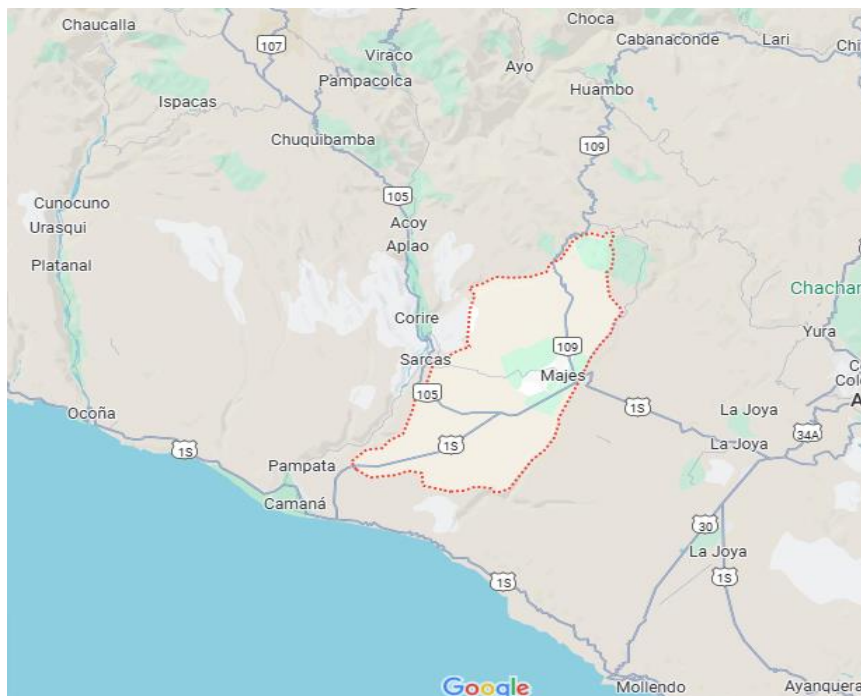 Chaucalla
Choca
Cabanaconde
Lari
107
Viraco
Ayo
Pampacolca
Huambo
Ispacas
Chuquibamba
109
105
Cunocuno
Urasqui
Acoy
Aplao
Platanal
Corire
Yura
Sarcas
109
Majes
105
1S
La Joya
Ocoña
1S
1S
La Joya
34A
Pampata
Camaná
30
La Joya
1S
1S
Google
Mollendo